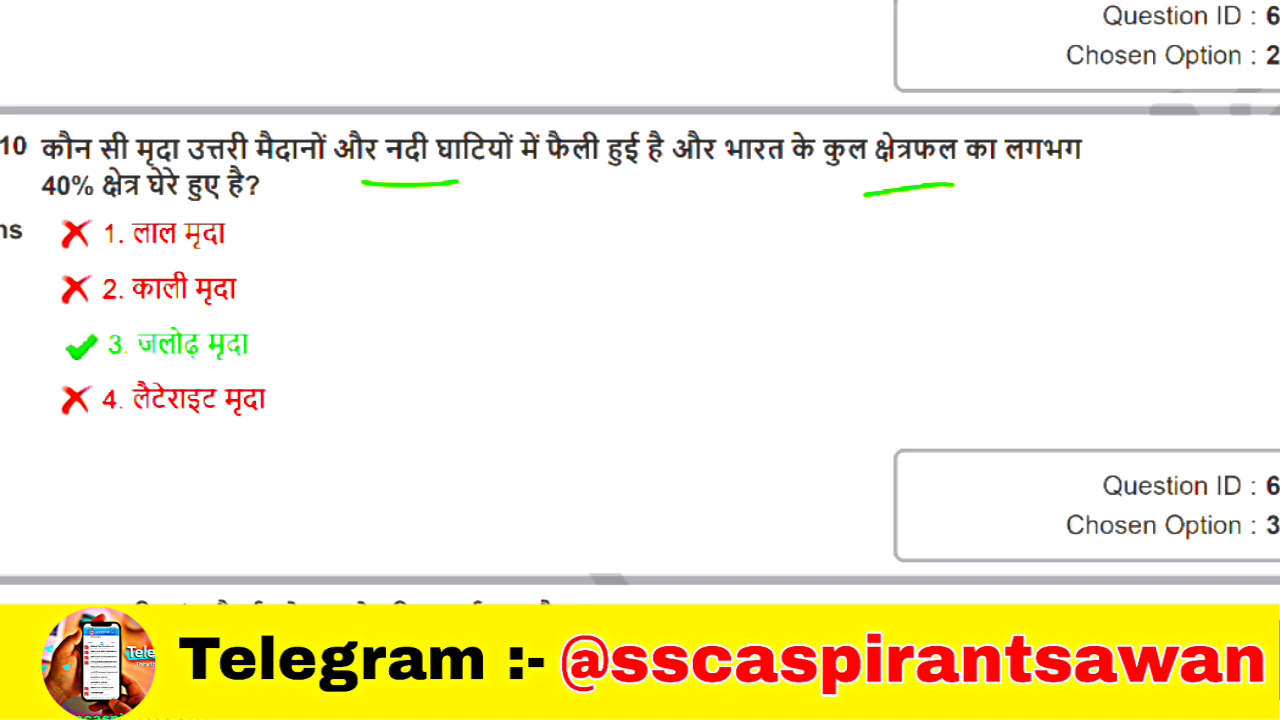 Question ID : 6
Chosen Option : 2
10 कौन सी मृदा उत्तरी मैदानों और नदी घाटियों में फैली हुई है और भारत के कुल क्षेत्रफल का लगभग
40% क्षेत्र घेरे हुए है?
ns 1. लाल मृदा
2. काली मृदा
3. जलोढ़ मृदा
4. लैटेराइट मृदा
Question ID : 6
Chosen Option : 3
Telegram :- @sscaspirantsawan